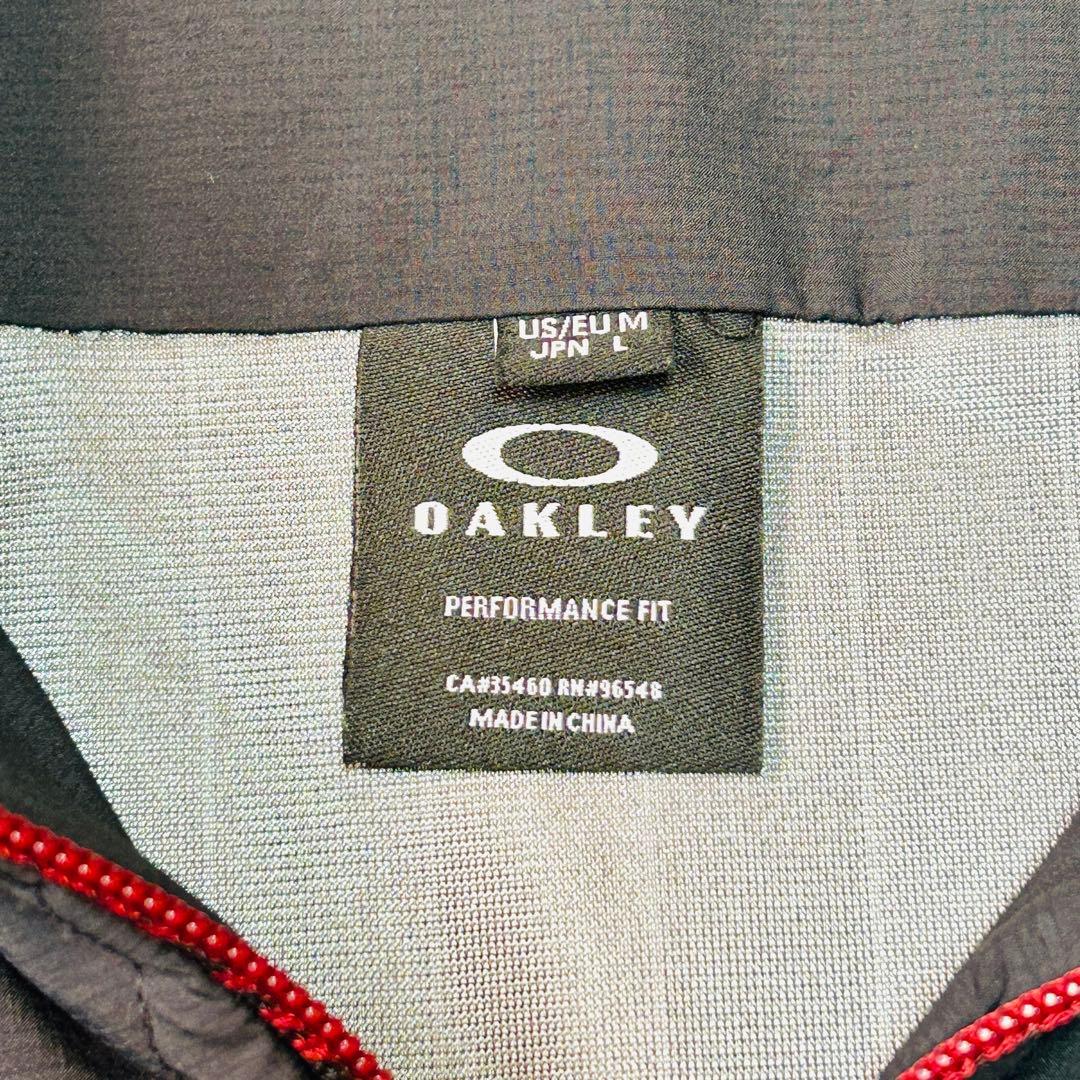 US/EU M
JPN L
OAKLEY
PERFORMANCE FIT
CA#35460 RN#96548
MADE IN CHINA